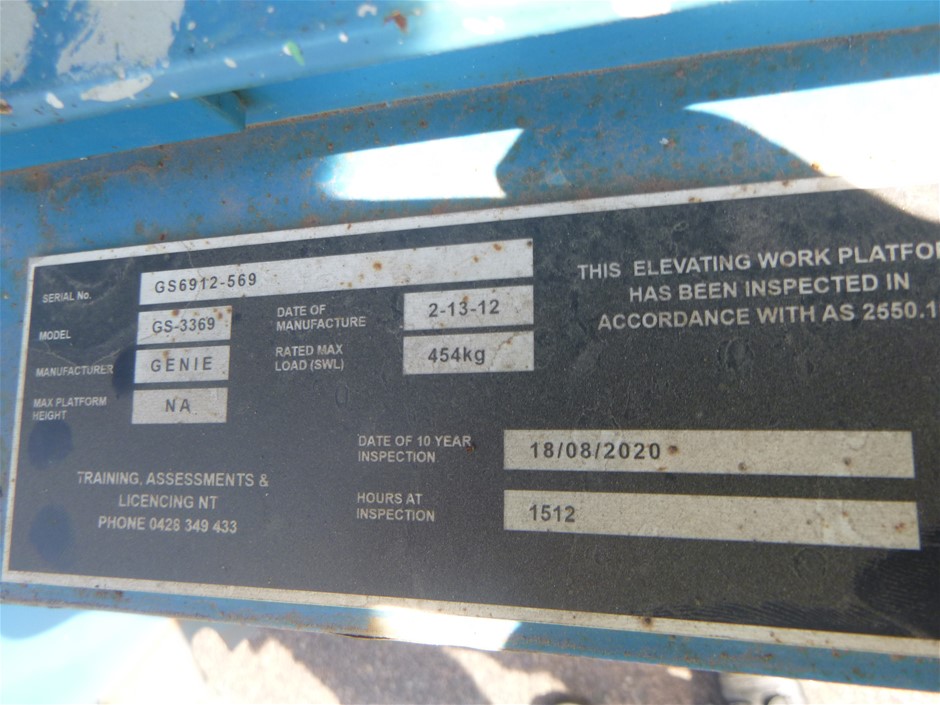 SERIAL No. GS6912-569
MODEL GS-3369
MANUFACTURER GENIE
MAX PLATFORM
HEIGHT NA
DATE OF
MANUFACTURE 2-13-12
RATED MAX
LOAD (SWL) 454kg
THIS ELEVATING WORK PLATFO
HAS BEEN INSPECTED IN
ACCORDANCE WITH AS 2550.1
DATE OF 10 YEAR
INSPECTION 18/08/2020
HOURS AT
INSPECTION 1512
TRAINING, ASSESSMENTS &
LICENCING NT
PHONE 0428 349 433